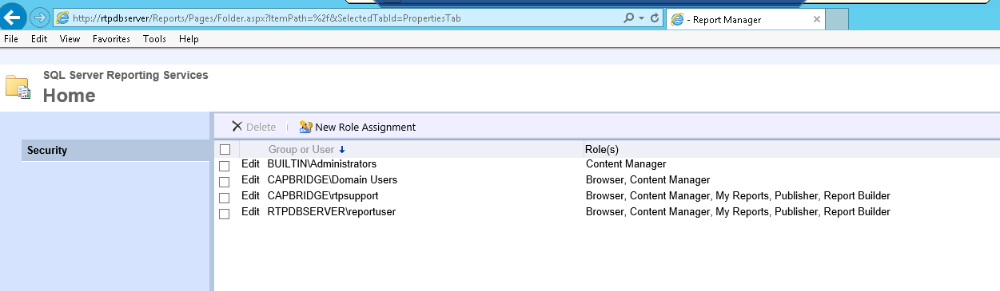 http://rtpdbserver/Reports/Pages/Folder.aspx?ItemPath=%2f&SelectedTabId=PropertiesTab
- Report Manager
File Edit View Favorites Tools Help
SQL Server Reporting Services
Home
Delete | New Role Assignment
Security
Group or User Role(s)
Edit BUILTIN\Administrators Content Manager
Edit CAPBRIDGE\Domain Users Browser, Content Manager
Edit CAPBRIDGE\rtpsupport Browser, Content Manager, My Reports, Publisher, Report Builder
Edit RTPDBSERVER\reportuser Browser, Content Manager, My Reports, Publisher, Report Builder